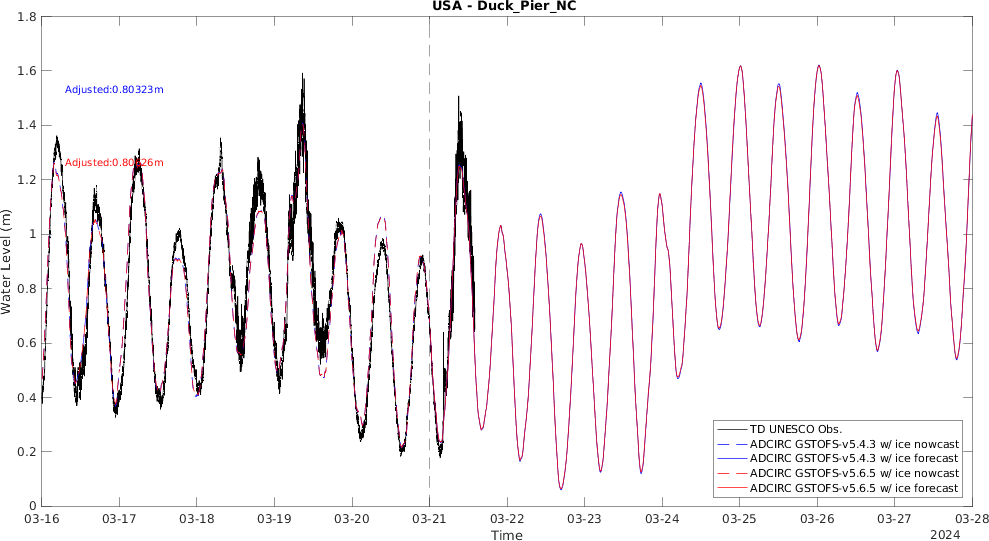 USA - Duck_Pier_NC
1.8
1.6
1.4
1.2
1
0.8
0.6
0.4
0.2
0
Water Level (m)
Adjusted:0.80323m
TD UNESCO Obs.
ADCIRC GSTOFS-v5.4.3 w/ ice nowcast
ADCIRC GSTOFS-v5.4.3 w/ ice forecast
ADCIRC GSTOFS-v5.6.5 w/ ice nowcast
ADCIRC GSTOFS-v5.6.5 w/ ice forecast
03-16 03-17 03-18 03-19 03-20 03-21 03-22 03-23 03-24 03-25 03-26 03-27 03-28
Time
2024